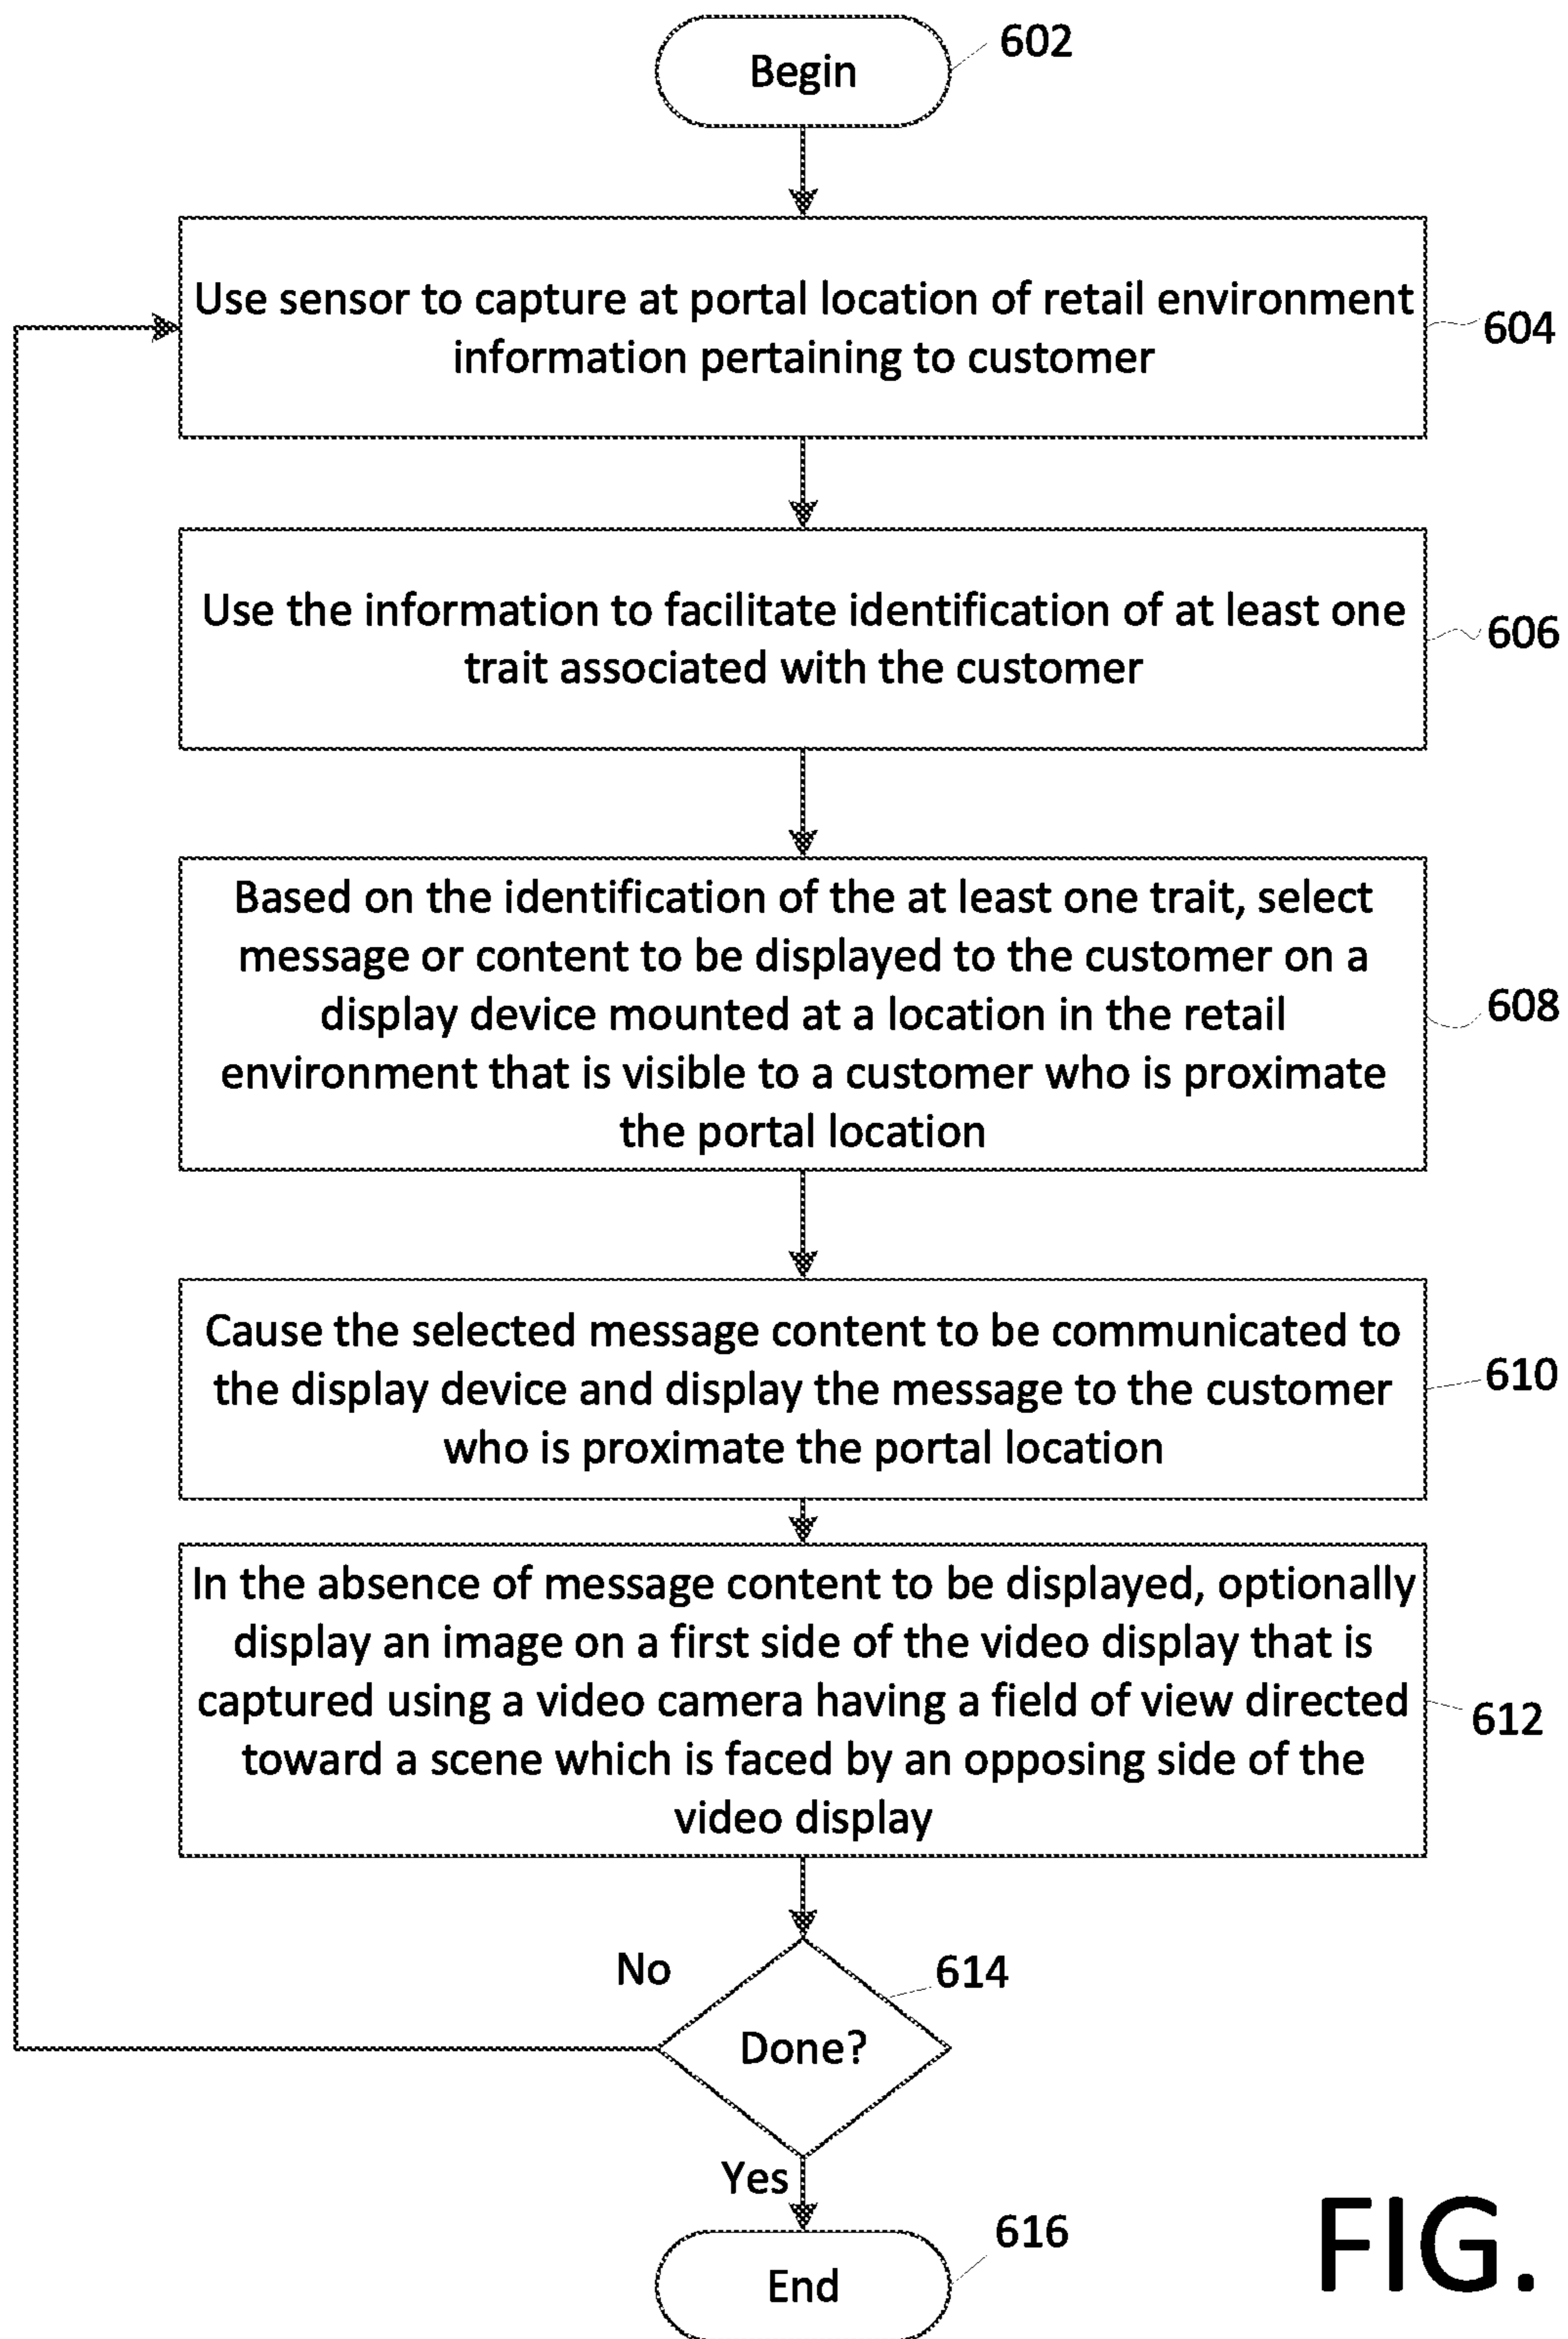 Begin
602
Use sensor to capture at portal location of retail environment
information pertaining to customer
604
Use the information to facilitate identification of at least one
trait associated with the customer
606
Based on the identification of the at least one trait, select
message or content to be displayed to the customer on a
display device mounted at a location in the retail
environment that is visible to a customer who is proximate
the portal location
608
Cause the selected message content to be communicated to
the display device and display the message to the customer
who is proximate the portal location
610
In the absence of message content to be displayed, optionally
display an image on a first side of the video display that is
captured using a video camera having a field of view directed
toward a scene which is faced by an opposing side of the
video display
612
No
614
Done?
Yes
616
End
FIG.